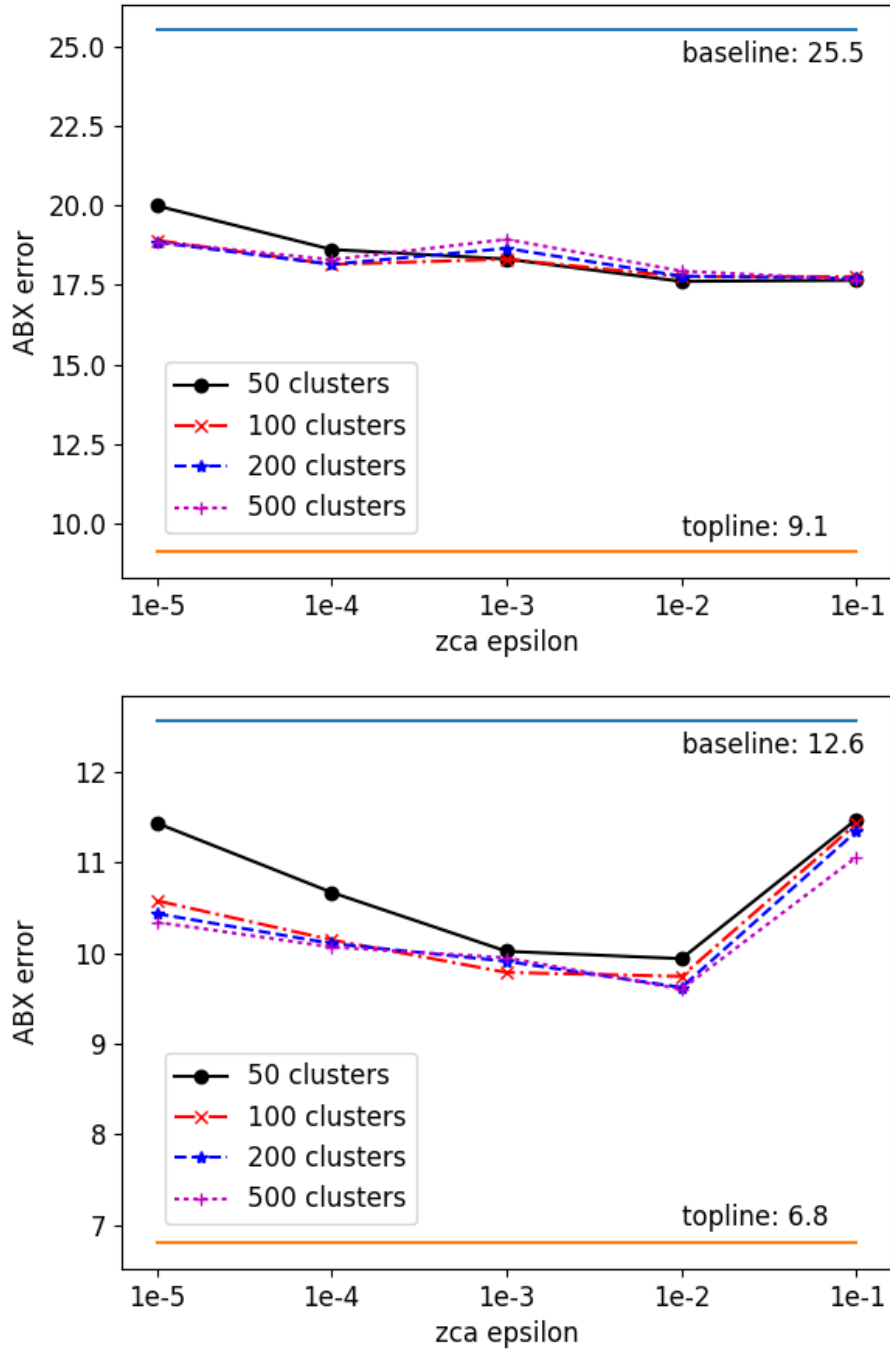 25.0
baseline: 25.5
22.5
20.0
ABX error
17.5
15.0
50 clusters
100 clusters
12.5
200 clusters
500 clusters
10.0
topline: 9.1
1e-5 1e-4 1e-3 1e-2 1e-1
zca epsilon
baseline: 12.6
12
11
ABX error
10
9
50 clusters
100 clusters
8
200 clusters
500 clusters
7
topline: 6.8
1e-5 1e-4 1e-3 1e-2 1e-1
zca epsilon